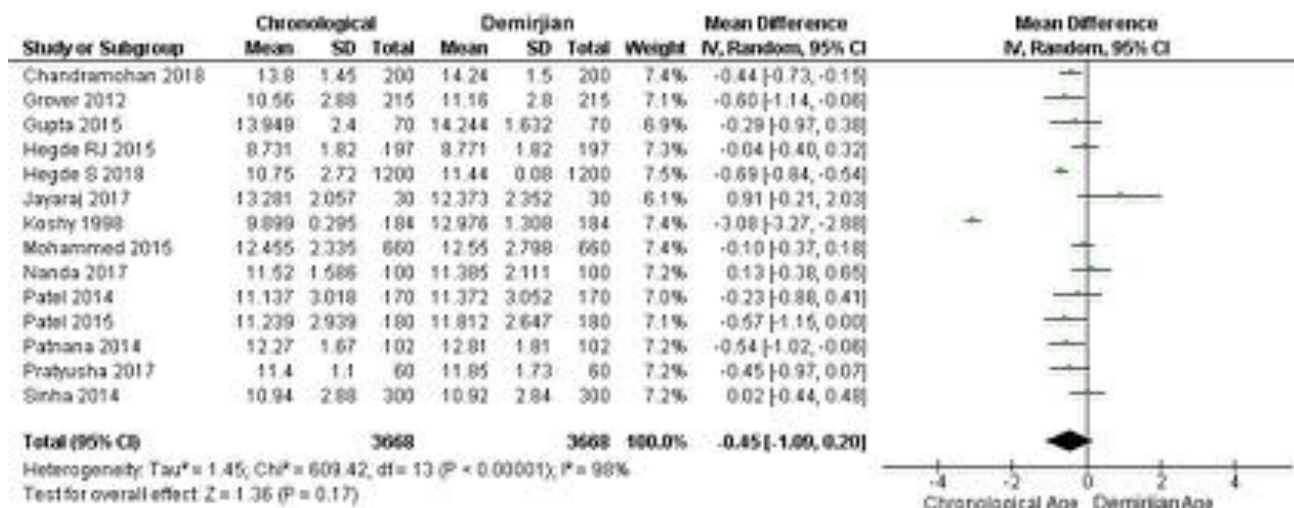 Chronological Demirjian Mean Difference Mean Difference
Study or Subgroup Mean SD Total Mean SD Total Weight IV, Random, 95% CI IV, Random, 95% CI
Chandramohan 2018 13.8 1.45 200 14.24 1.5 200 7.4% -0.44 [-0.73, -0.15]
Grover 2012 10.56 2.88 215 11.16 2.8 215 7.1% -0.60 [-1.14, -0.06]
Gupta 2015 13.949 2.4 70 14.244 1.632 70 6.9% -0.29 [-0.97, 0.38]
Hegde RJ 2015 8.731 1.82 197 8.771 1.82 197 7.3% -0.04 [-0.40, 0.32]
Hegde S 2018 10.75 2.72 1200 11.44 0.08 1200 7.5% -0.69 [-0.84, -0.54]
Jayaraj 2017 13.281 2.057 30 12.373 2.352 30 6.1% 0.91 [-0.21, 2.03]
Koshy 1998 9.899 0.295 184 12.976 1.308 184 7.4% -3.08 [-3.27, -2.88]
Mohammed 2015 12.455 2.335 660 12.55 2.798 660 7.4% -0.10 [-0.37, 0.18]
Nanda 2017 11.52 1.586 100 11.385 2.111 100 7.2% 0.13 [-0.38, 0.65]
Patel 2014 11.137 3.018 170 11.372 3.052 170 7.0% -0.23 [-0.88, 0.41]
Patel 2015 11.239 2.939 180 11.812 2.647 180 7.1% -0.57 [-1.15, 0.00]
Patnana 2014 12.27 1.67 102 12.81 1.81 102 7.2% -0.54 [-1.02, -0.06]
Pratyusha 2017 11.4 1.1 60 11.85 1.73 60 7.2% -0.45 [-0.97, 0.07]
Sinha 2014 10.94 2.88 300 10.92 2.84 300 7.2% 0.02 [-0.44, 0.48]
Total (95% CI) 3668 3668 100.0% -0.45 [-1.09, 0.20]
Heterogeneity: Tau² = 1.45; Chi² = 609.42, df = 13 (P < 0.00001); I² = 98%
Test for overall effect: Z = 1.36 (P = 0.17)
-4 -2 0 2 4
Chronological Age Demirjian Age